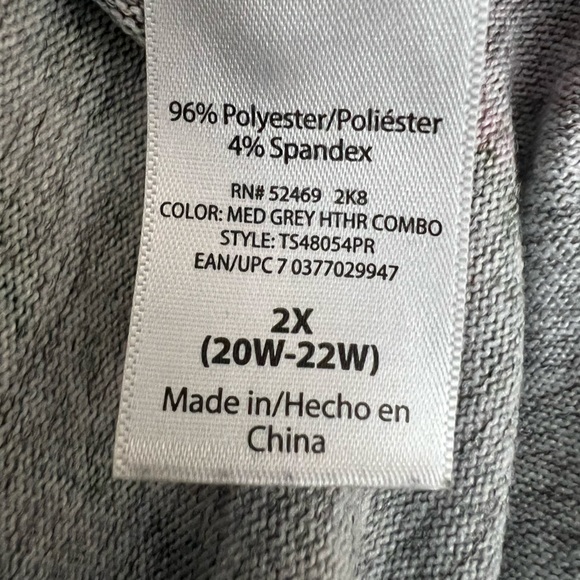 96% Polyester/Poliéster
4% Spandex
RN# 52469 2K8
COLOR: MED GREY HTHR COMBO
STYLE: TS48054PR
EAN/UPC 7 0377029947
2X
(20W-22W)
Made in/Hecho en
China